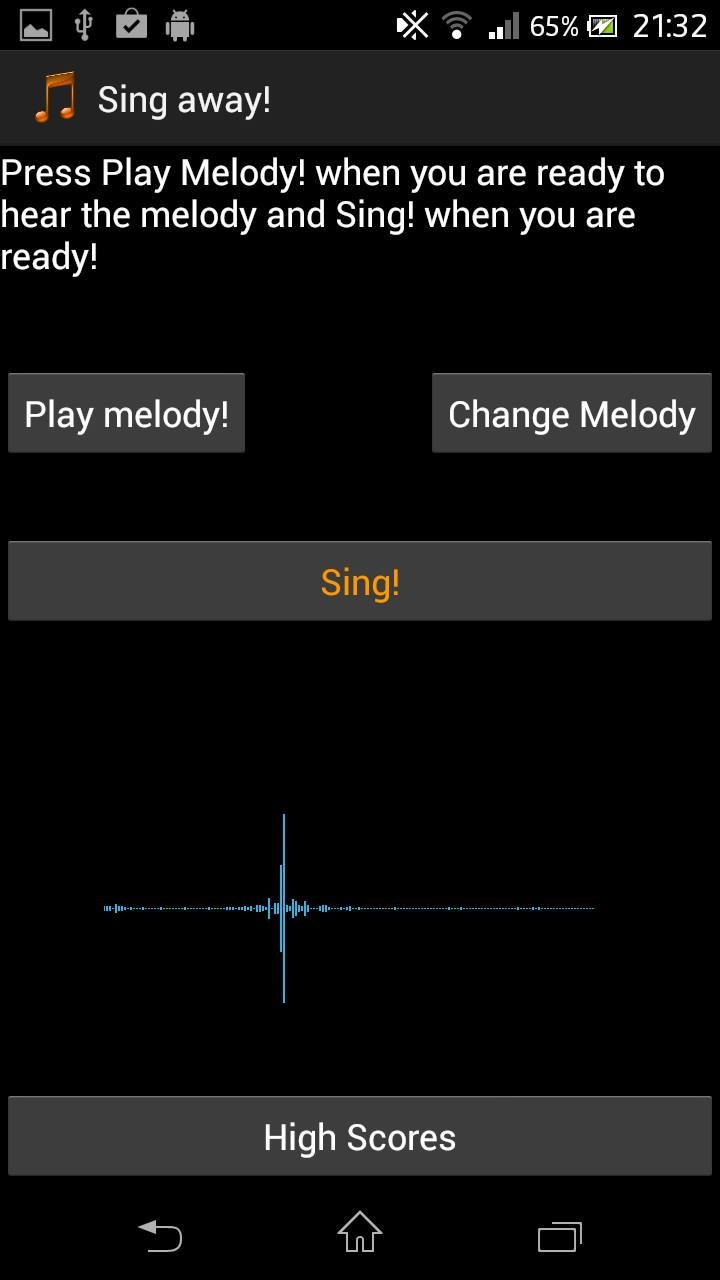 65% 21:32
Sing away!
Press Play Melody! when you are ready to
hear the melody and Sing! when you are
ready!
Play melody! Change Melody
Sing!
High Scores